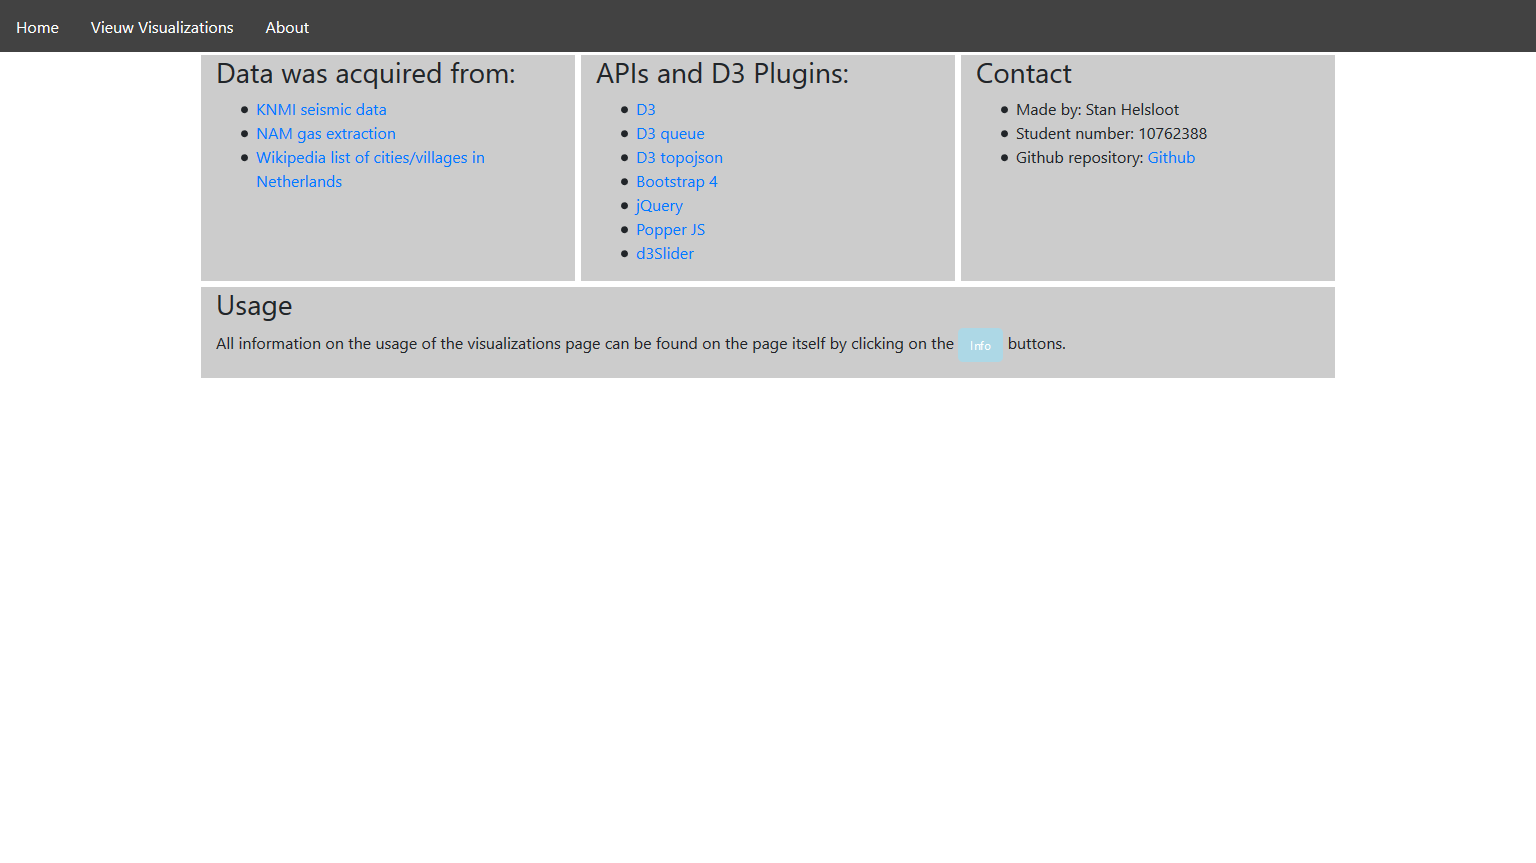 Home
Vieuw Visualizations
About
Data was acquired from:
KNMI seismic data
NAM gas extraction
Wikipedia list of cities/villages in
Netherlands
APIs and D3 Plugins:
D3
D3 queue
D3 topojson
Bootstrap 4
jQuery
Popper JS
d3Slider
Contact
Made by: Stan Helsloot
Student number: 10762388
Github repository: Github
Usage
All information on the usage of the visualizations page can be found on the page itself by clicking on the Info buttons.